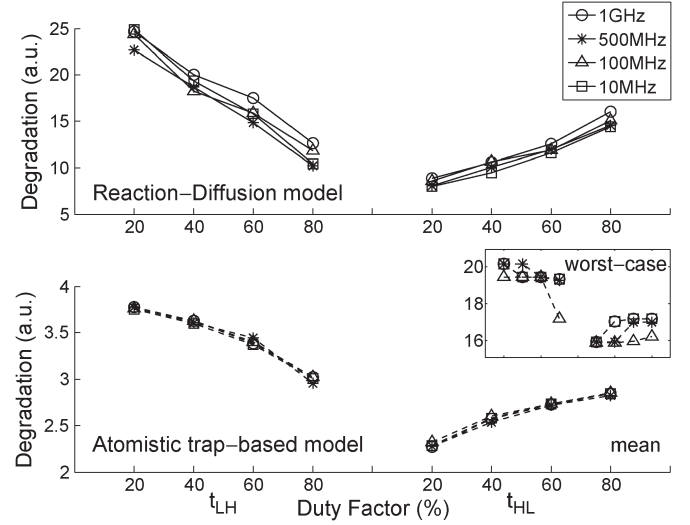 1GHz
500MHz
100MHz
10MHz
25
20
15
10
5
Degradation (a.u.)
Reaction−Diffusion model
20 40 60 80 20 40 60 80
4
3.5
3
2.5
2
Degradation (a.u.)
20
18
16
worst−case
Atomistic trap−based model
mean
20 40 60 80 20 40 60 80
tLH Duty Factor (%) tHL